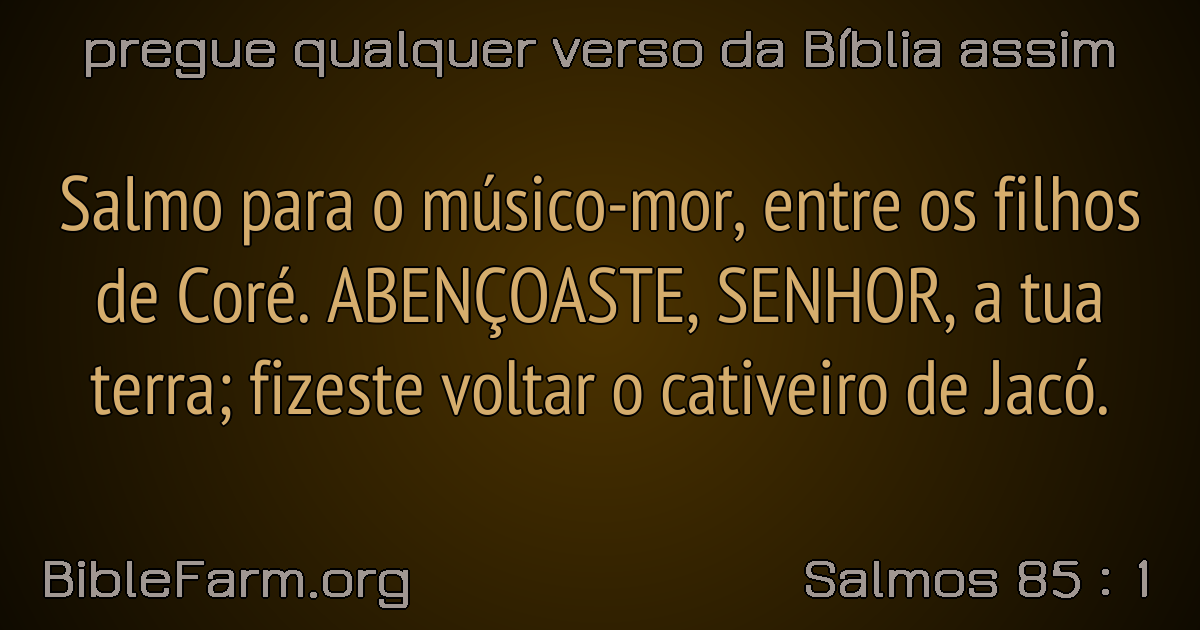 pregue qualquer verso da Bíblia assim
Salmo para o músico-mor, entre os filhos
de Coré. ABENÇOASTE, SENHOR, a tua
terra; fizeste voltar o cativeiro de Jacó.
BibleFarm.org
Salmos 85 : 1